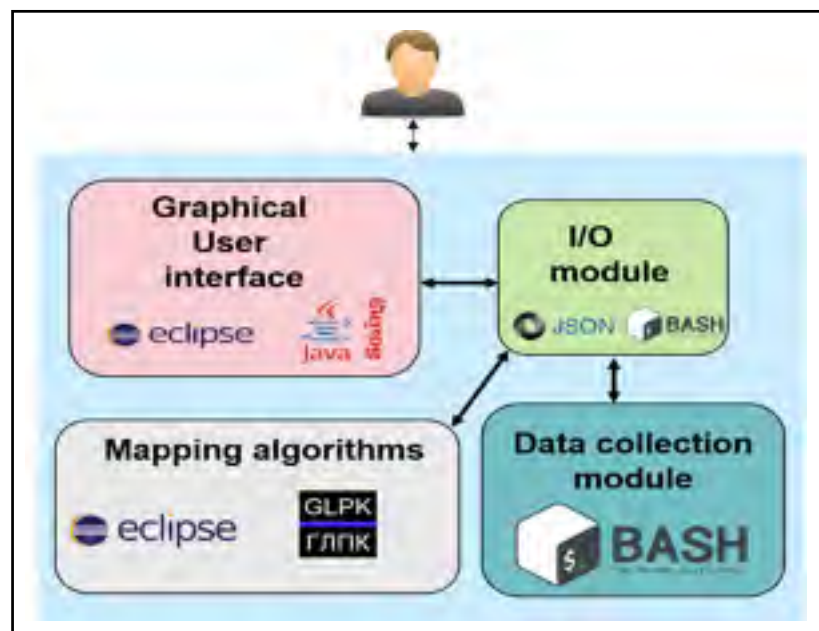 Graphical
User
interface
eclipse
Java
Swing
I/O
module
JSON
BASH
Mapping algorithms
eclipse
GLPK
ГЛПК
Data collection
module
$
BASH